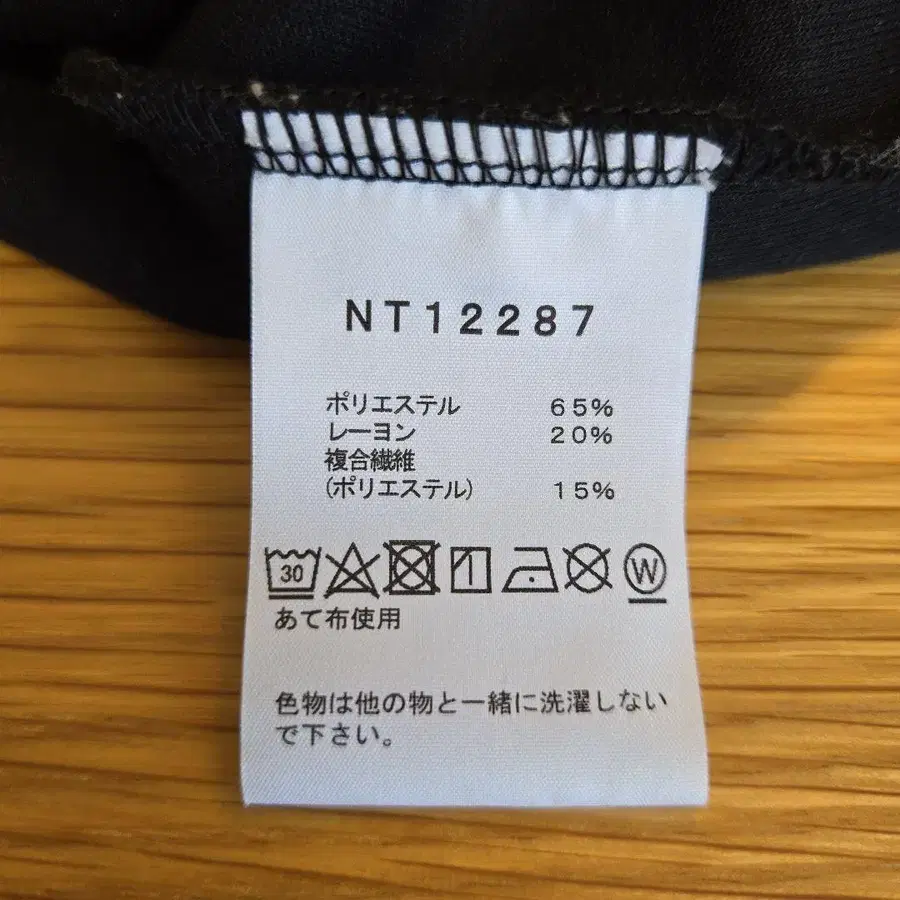 NT12287
ポリエステル 65%
レーヨン 20%
複合繊維
(ポリエステル) 15%
30 W
あて布使用
色物は他の物と一緒に洗濯しない
で下さい。